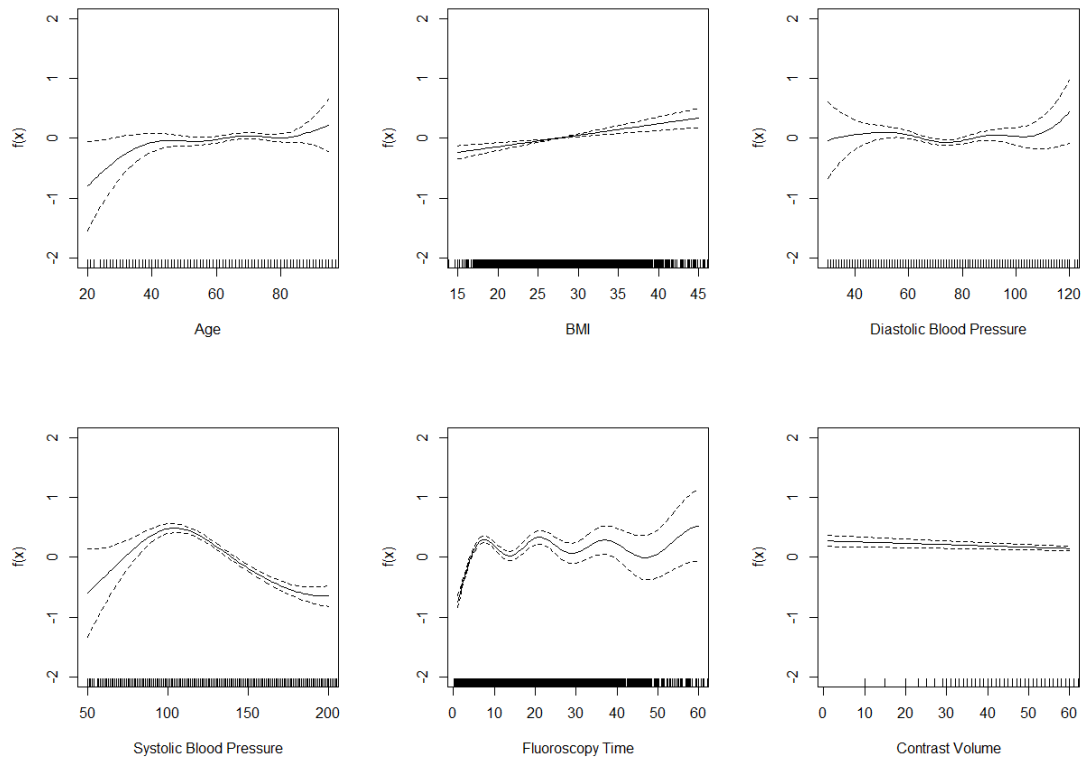 2
1
0
-1
-2
f(x)
20 40 60 80
Age
2
1
0
-1
-2
f(x)
15 20 25 30 35 40 45
BMI
2
1
0
-1
-2
f(x)
40 60 80 100 120
Diastolic Blood Pressure
2
1
0
-1
-2
f(x)
50 100 150 200
Systolic Blood Pressure
2
1
0
-1
-2
f(x)
0 10 20 30 40 50 60
Fluoroscopy Time
2
1
0
-1
-2
f(x)
0 10 20 30 40 50 60
Contrast Volume